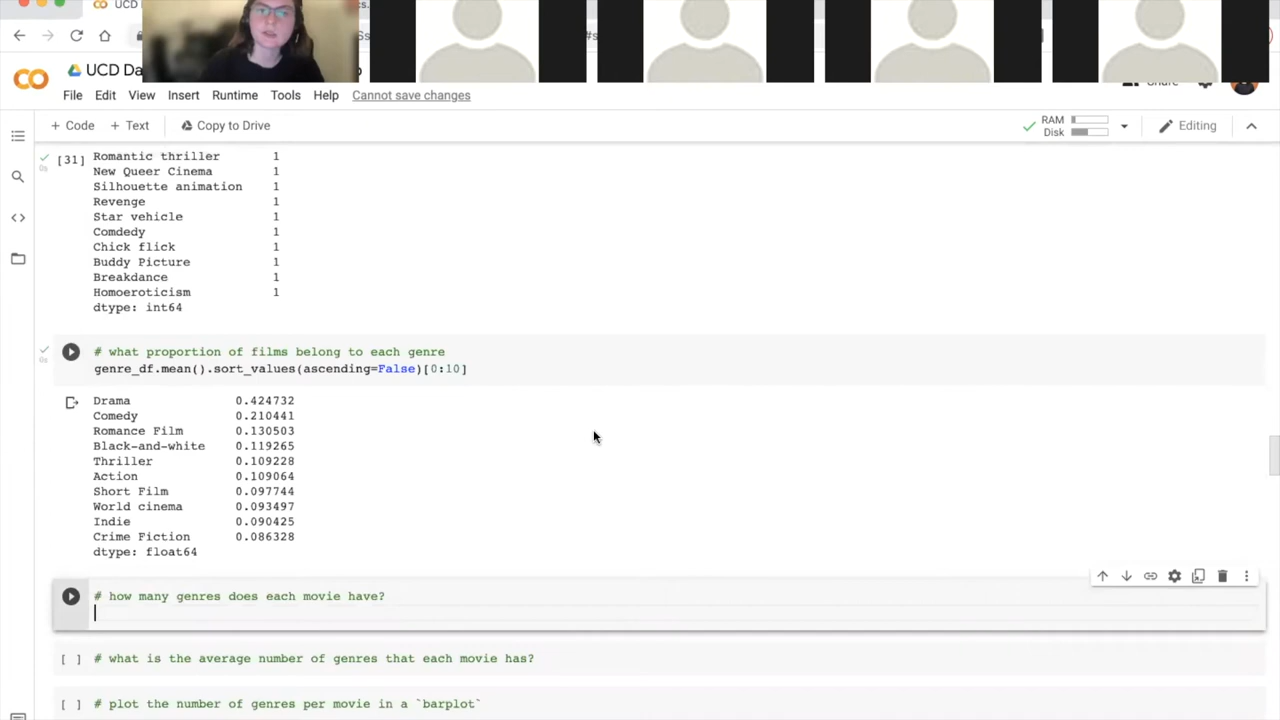 UCD Da
File Edit View Insert Runtime Tools Help Cannot save changes
+ Code + Text Copy to Drive RAM Disk Editing
[31] Romantic thriller 1
New Queer Cinema 1
Silhouette animation 1
Revenge 1
Star vehicle 1
Comdedy 1
Chick flick 1
Buddy Picture 1
Breakdance 1
Homoeroticism 1
dtype: int64
# what proportion of films belong to each genre
genre_df.mean().sort_values(ascending=False)[0:10]
Drama 0.424732
Comedy 0.210441
Romance Film 0.130503
Black-and-white 0.119265
Thriller 0.109228
Action 0.109064
Short Film 0.097744
World cinema 0.093497
Indie 0.090425
Crime Fiction 0.086328
dtype: float64
# how many genres does each movie have?
[ ] # what is the average number of genres that each movie has?
[ ] # plot the number of genres per movie in a `barplot`